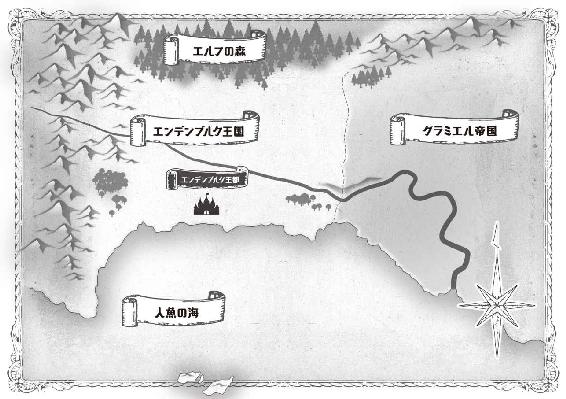 エルフの森
エンデンブルク王国
グラミエル帝国
エンデンブルク王都
人魚の海